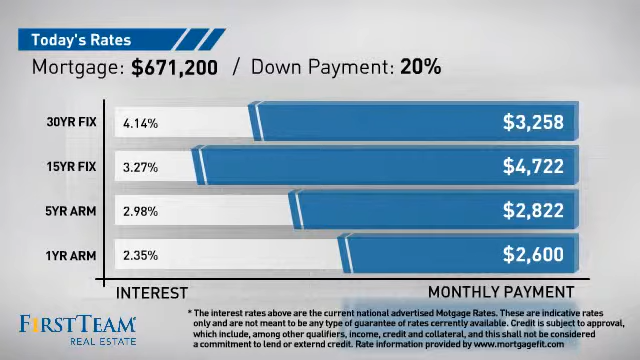 Today's Rates
Mortgage: $671,200 / Down Payment: 20%
30YR FIX 4.14% $3,258
15YR FIX 3.27% $4,722
5YR ARM 2.98% $2,822
1YR ARM 2.35% $2,600
INTEREST MONTHLY PAYMENT
FIRSTTEAM®
REAL ESTATE
* The interest rates above are the current national advertised Motgage Rates. These are indicative rates
only and are not meant to be any type of guarantee of rates cerrently available. Credit is subject to approval,
which include, among other qualifiers, income, credit and collateral, and this shall not be considered
a commitment to lend or externd credit. Rate information provided by www.mortgagefit.com